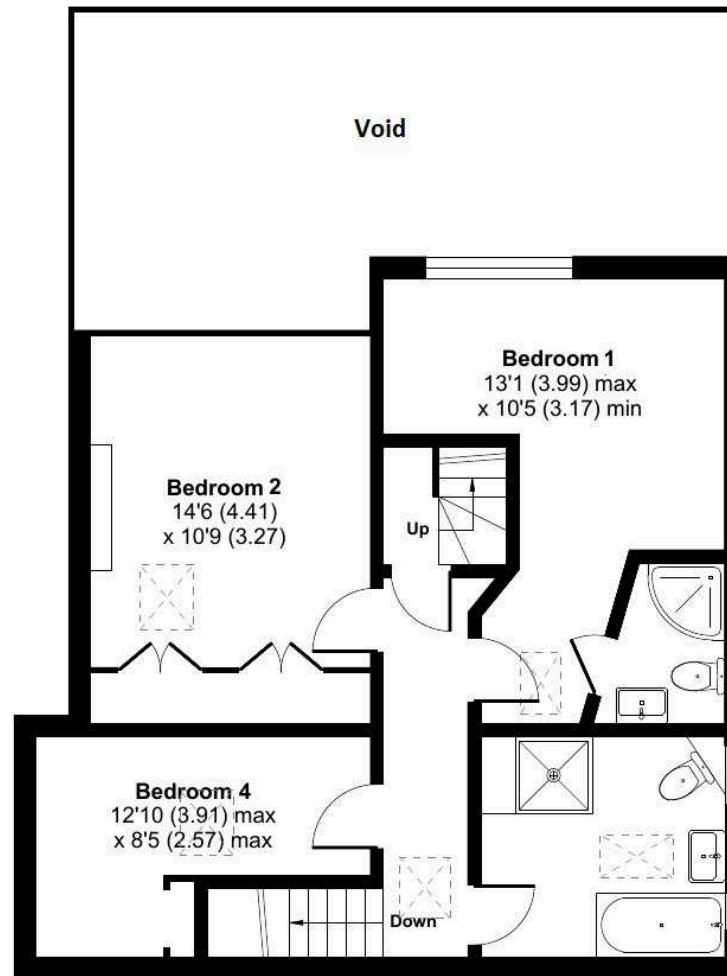 Void
Bedroom 1
13'1 (3.99) max
x 10'5 (3.17) min
Bedroom 2
14'6 (4.41)
x 10'9 (3.27)
Up
Bedroom 4
12'10 (3.91) max
x 8'5 (2.57) max
Down